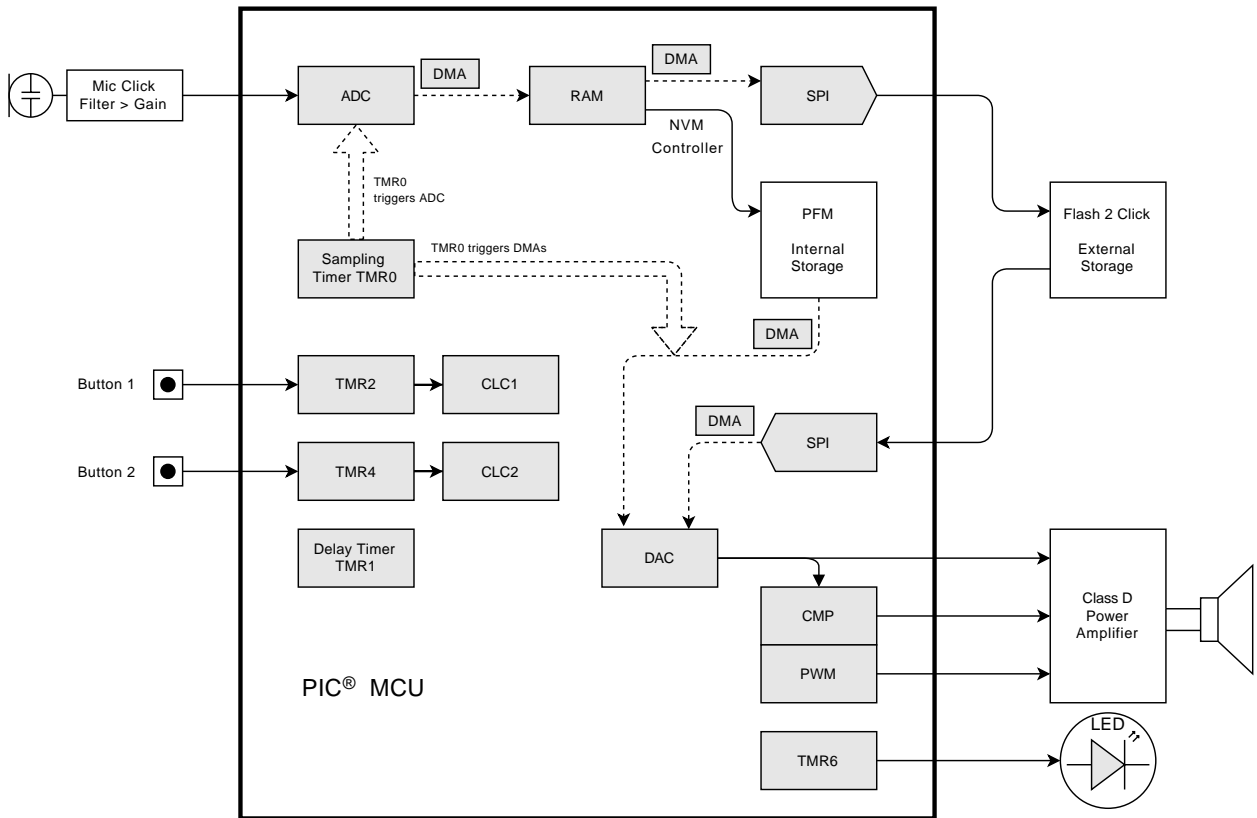 DMA
DMA
Mic Click
Filter > Gain
ADC
RAM
SPI
NVM
Controller
TMR0
triggers ADC
PFM
Internal
Storage
Flash 2 Click
External
Storage
Sampling
Timer TMR0
TMR0 triggers DMAs
DMA
Button 1
TMR2
CLC1
DMA
SPI
Button 2
TMR4
CLC2
Delay Timer
TMR1
DAC
CMP
Class D
Power
Amplifier
PWM
PIC® MCU
LED
TMR6